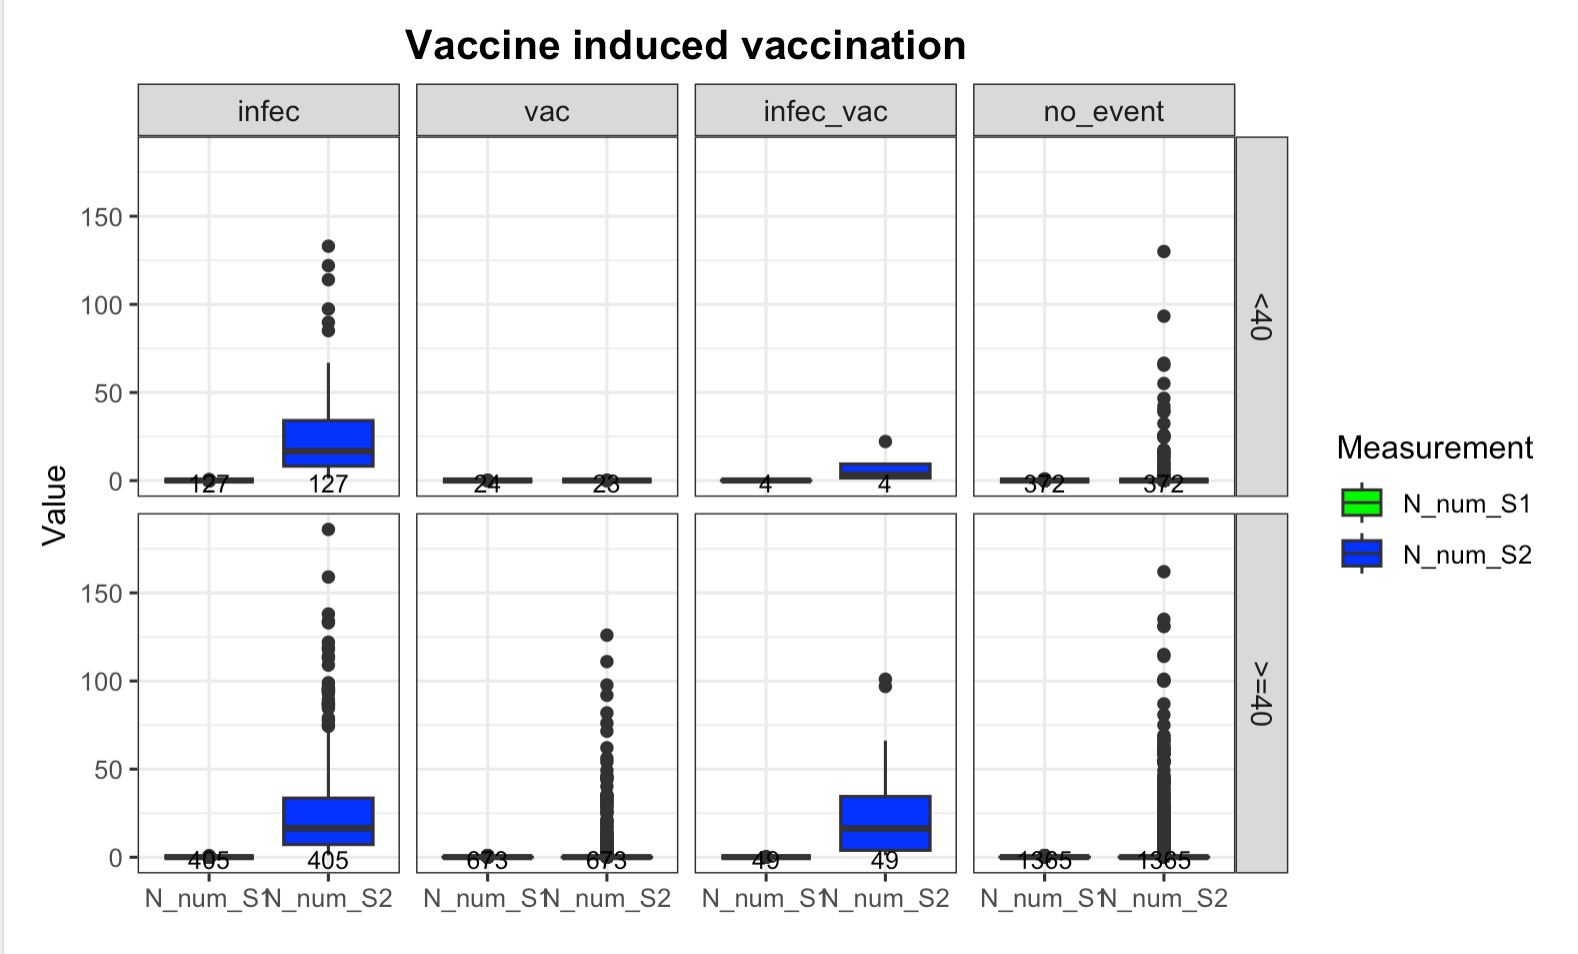 Vaccine induced vaccination
infec
vac
infec_vac
no_event
150
100
50
0
127
127
24
23
4
4
372
372
<40
Value
150
100
50
0
405
405
673
673
49
49
1365
1365
>=40
N_num_S1
N_num_S2
N_num_S1
N_num_S2
N_num_S1
N_num_S2
N_num_S1
N_num_S2
Measurement
N_num_S1
N_num_S2